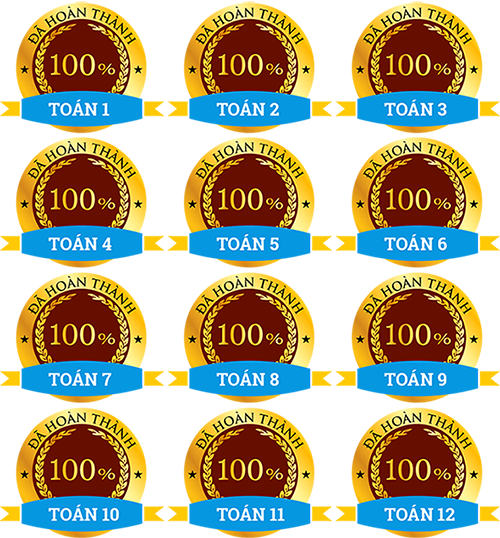 ĐÃ HOÀN THÀNH ĐÃ HOÀN THÀNH ĐÃ HOÀN THÀNH
100% 100% 100%
TOÁN 1 TOÁN 2 TOÁN 3
ĐÃ HOÀN THÀNH ĐÃ HOÀN THÀNH ĐÃ HOÀN THÀNH
100% 100% 100%
TOÁN 4 TOÁN 5 TOÁN 6
ĐÃ HOÀN THÀNH ĐÃ HOÀN THÀNH ĐÃ HOÀN THÀNH
100% 100% 100%
TOÁN 7 TOÁN 8 TOÁN 9
ĐÃ HOÀN THÀNH ĐÃ HOÀN THÀNH ĐÃ HOÀN THÀNH
100% 100% 100%
TOÁN 10 TOÁN 11 TOÁN 12